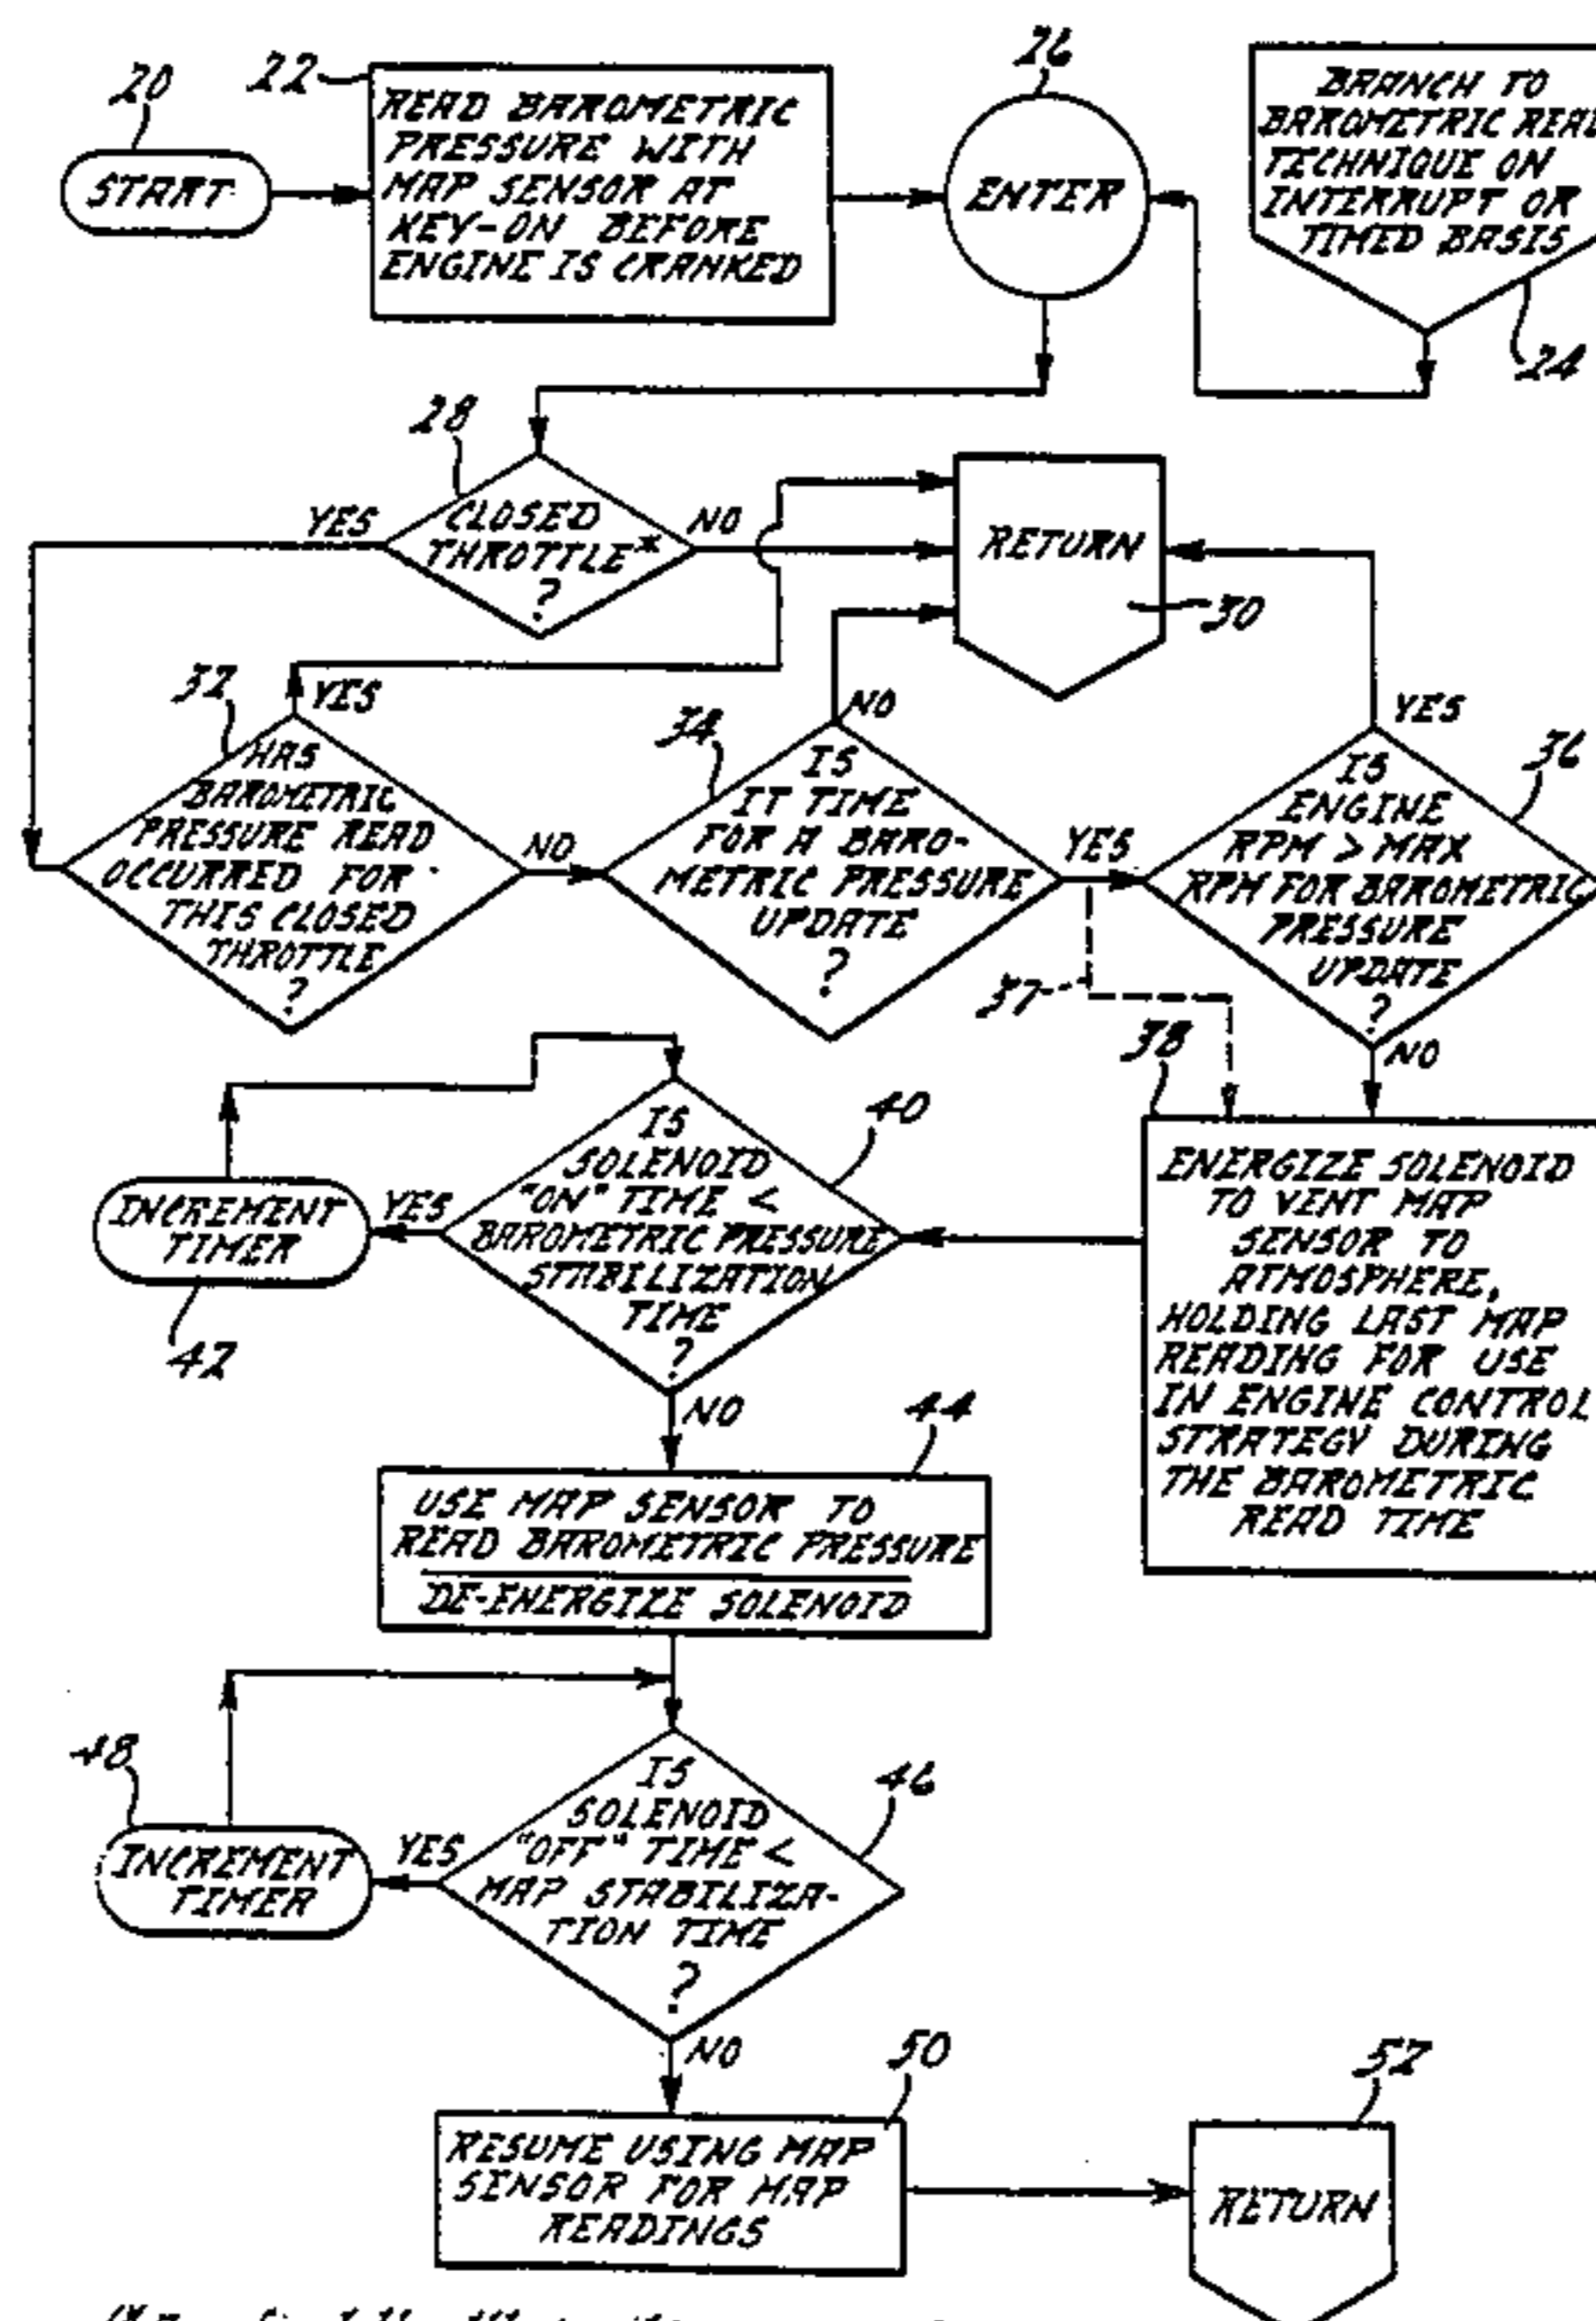 20
START
22
READ BAROMETRIC
PRESSURE WITH
MAP SENSOR AT
KEY-ON BEFORE
ENGINE IS CRANKED
26
ENTER
BRANCH TO
BAROMETRIC READ
TECHNIQUE ON
INTERRUPT OR
TIMED BASIS
24
28
YES
CLOSED
THROTTLE*
?
NO
RETURN
30
32
YES
HAS
BAROMETRIC
PRESSURE READ
OCCURRED FOR
THIS CLOSED
THROTTLE
?
NO
34
NO
IS
IT TIME
FOR A BARO-
METRIC PRESSURE
UPDATE
?
YES
37
YES
36
IS
ENGINE
RPM > MAX
RPM FOR BAROMETRIC
PRESSURE
UPDATE
?
NO
38
ENERGIZE SOLENOID
TO VENT MAP
SENSOR TO
ATMOSPHERE,
HOLDING LAST MAP
READING FOR USE
IN ENGINE CONTROL
STRATEGY DURING
THE BAROMETRIC
READ TIME
40
IS
SOLENOID
"ON" TIME <
BAROMETRIC PRESSURE
STABILIZATION
TIME
?
YES
INCREMENT
TIMER
42
NO
44
USE MAP SENSOR TO
READ BAROMETRIC PRESSURE
DE-ENERGIZE SOLENOID
46
IS
SOLENOID
"OFF" TIME <
MAP STABILIZA-
TION TIME
?
YES
48
INCREMENT
TIMER
NO
50
RESUME USING MAP
SENSOR FOR MAP
READINGS
52
RETURN